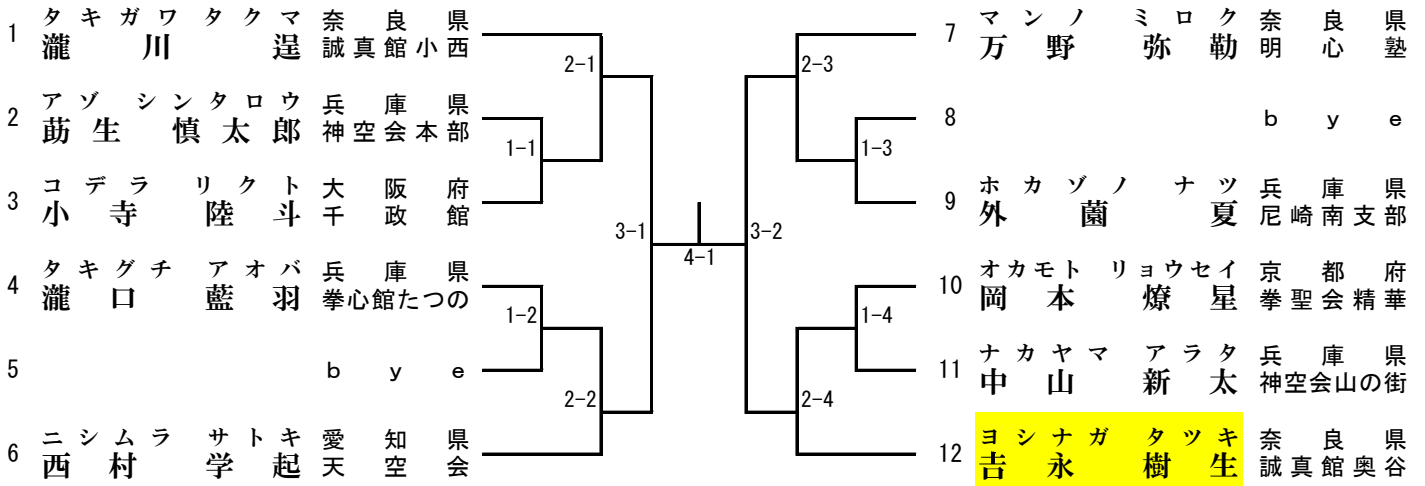 1 タキガワタクマ 奈良県
瀧川 逞 誠真館小西
2 アゾ シンタロウ 兵庫県
莇生 慎太郎 神空会本部
3 コデラ リクト 大阪府
小寺 陸斗 千政館
4 タキグチ アオバ 兵庫県
瀧口 藍羽 拳心館たつの
5 bye
6 ニシムラ サトキ 愛知県
西村 学起 天空会
2-1
1-1
3-1
1-2
2-2
4-1
2-3
1-3
3-2
1-4
2-4
7 マンノ ミロク 奈良県
万野 弥勒 明心塾
8 bye
9 ホカゾノ ナツ 兵庫県
外薗 夏 尼崎南支部
10 オカモト リョウセイ 京都府
岡本 燎星 拳聖会精華
11 ナカヤマ アラタ 兵庫県
中山 新太 神空会山の街
12 ヨシナガ タツキ 奈良県
𠮷永 樹生 誠真館奥谷